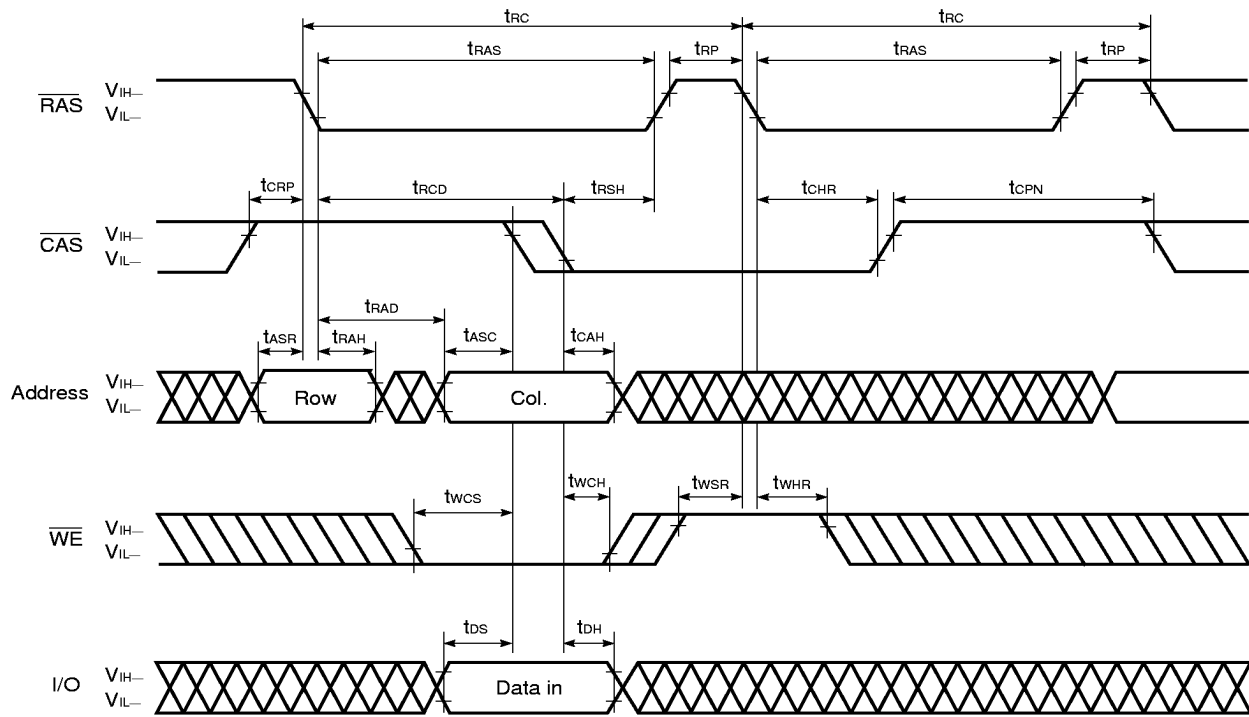 tRC tRC
tRAS tRP tRAS tRP
RAS VIH— VIL—
tCRP tRCD tRSH tCHR tCPN
CAS VIH— VIL—
tRAD
tASR tRAH tASC tCAH
Address VIH— VIL— Row Col.
tWCS tWCH tWSR tWHR
WE VIH— VIL—
tDS tDH
I/O VIH— VIL— Data in